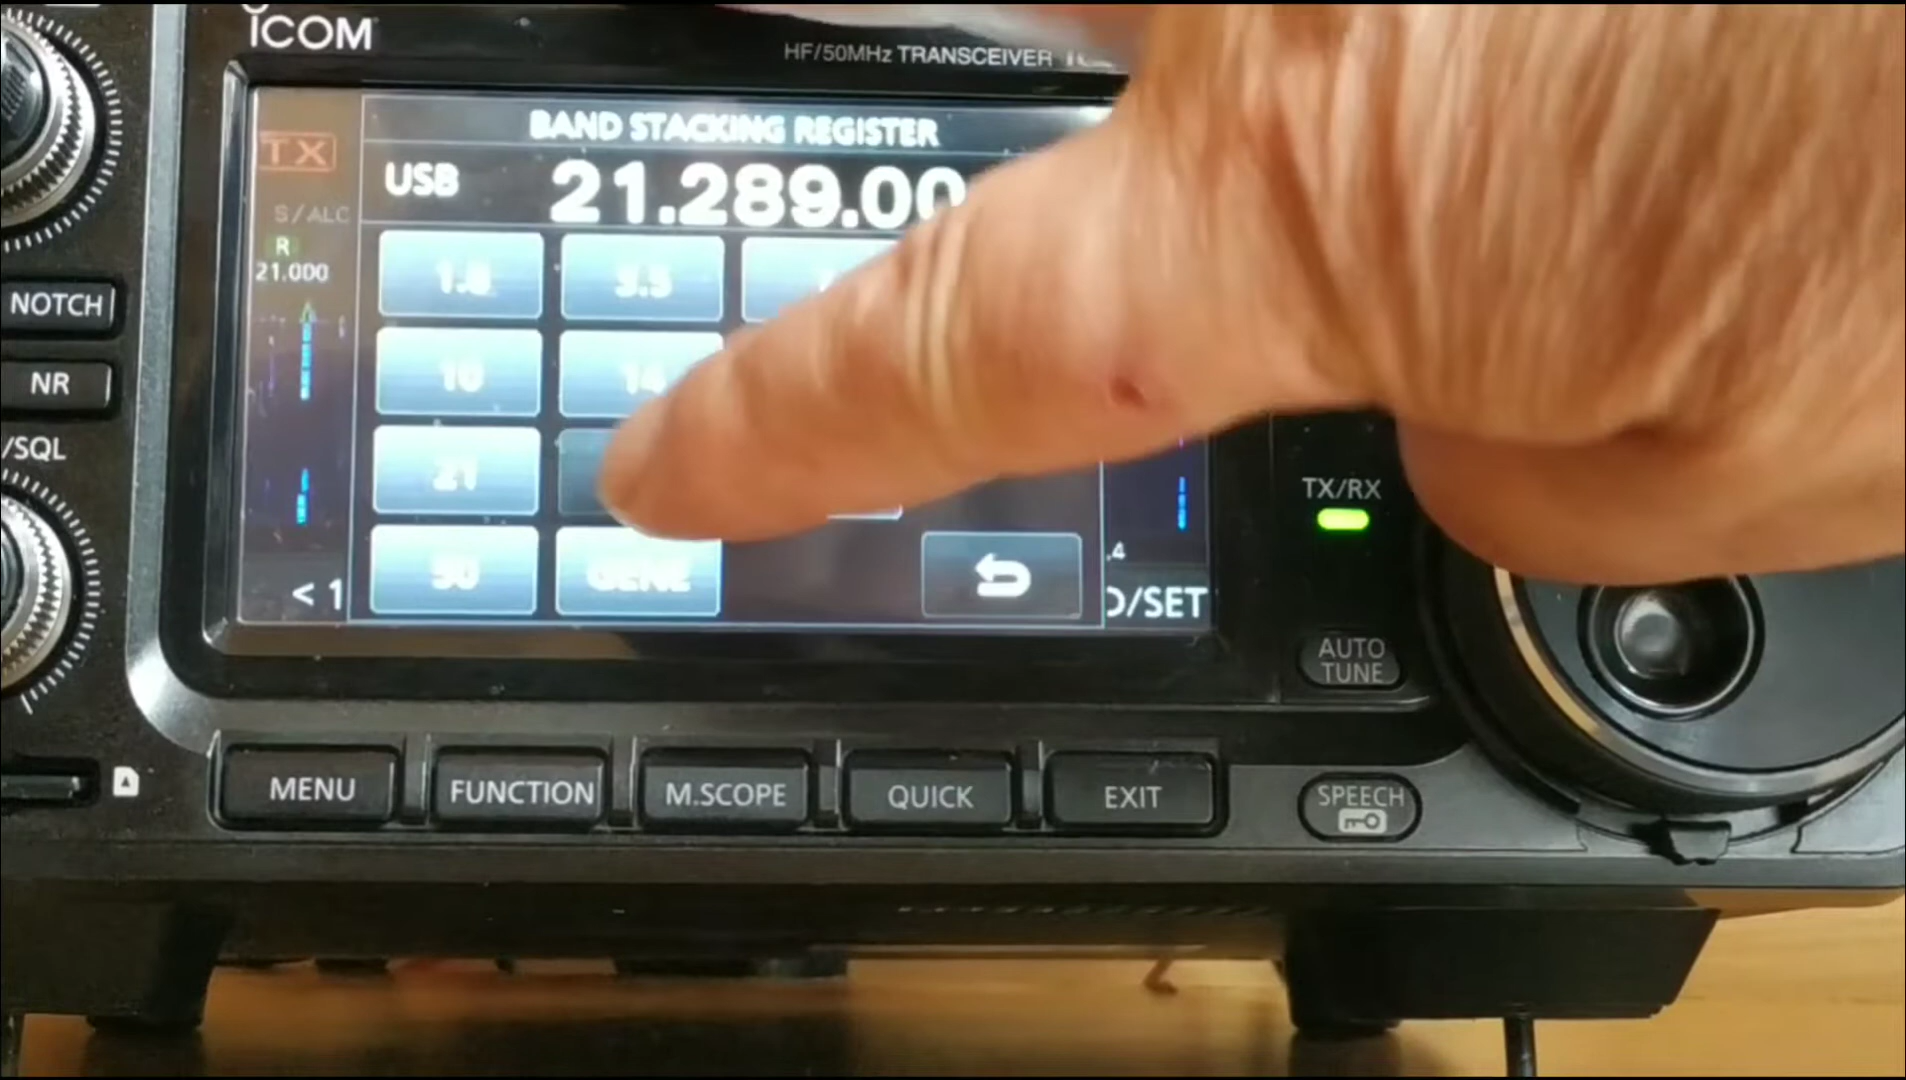 ICOM
HF/50MHz TRANSCEIVER
BAND STACKING REGISTER
TX
USB
21.289.00
S/ALC
R
21.000
1.8
3.5
NOTCH
10
14
NR
21
/SQL
TX/RX
50
GENE
.4
< 1
D/SET
AUTO
TUNE
MENU
FUNCTION
M.SCOPE
QUICK
EXIT
SPEECH